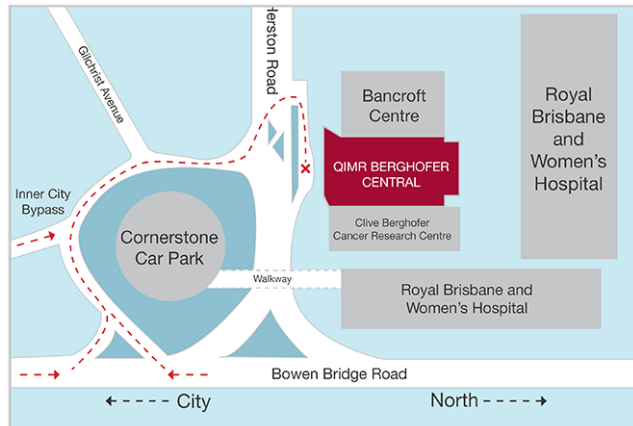 Herston Road
Gilchrist Avenue
Bancroft
Centre
Royal
Brisbane
and
Women's
Hospital
QIMR BERGHOFER
CENTRAL
Inner City
Bypass
Cornerstone
Car Park
Clive Berghofer
Cancer Research Centre
Walkway
Royal Brisbane and
Women's Hospital
Bowen Bridge Road
City
North